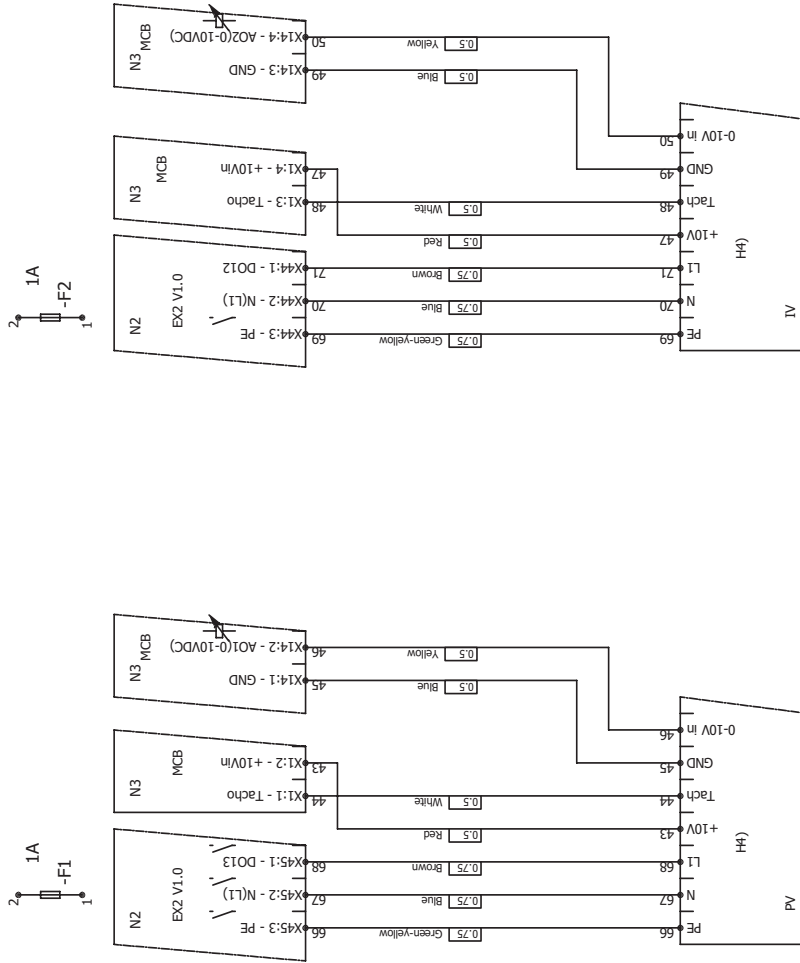 2
1A
-F2
1
N3
MCB
X14:4 - AO2(0-10VDC)
50
X14:3 - GND
49
Yellow
0.5
Blue
0.5
N3
MCB
X1:4 - +10Vin
47
X1:3 - Tacho
48
White
0.5
Red
0.5
N2
EX2 V1.0
X44:1 - DO12
71
X44:2 - N(L1)
70
X44:3 - PE
69
Brown
0.75
Blue
0.75
Green-yellow
0.75
50
0-10V in
49
GND
48
Tach
47
+10V
71
L1
70
N
69
PE
H4)
IV
2
1A
-F1
1
N3
MCB
X14:2 - AO1(0-10VDC)
46
X14:1 - GND
45
Yellow
0.5
Blue
0.5
N3
MCB
X1:2 - +10Vin
43
X1:1 - Tacho
44
White
0.5
Red
0.5
N2
EX2 V1.0
X45:1 - DO13
68
X45:2 - N(L1)
67
X45:3 - PE
66
Brown
0.75
Blue
0.75
Green-yellow
0.75
46
0-10V in
45
GND
44
Tach
43
+10V
68
L1
67
N
66
PE
H4)
PV